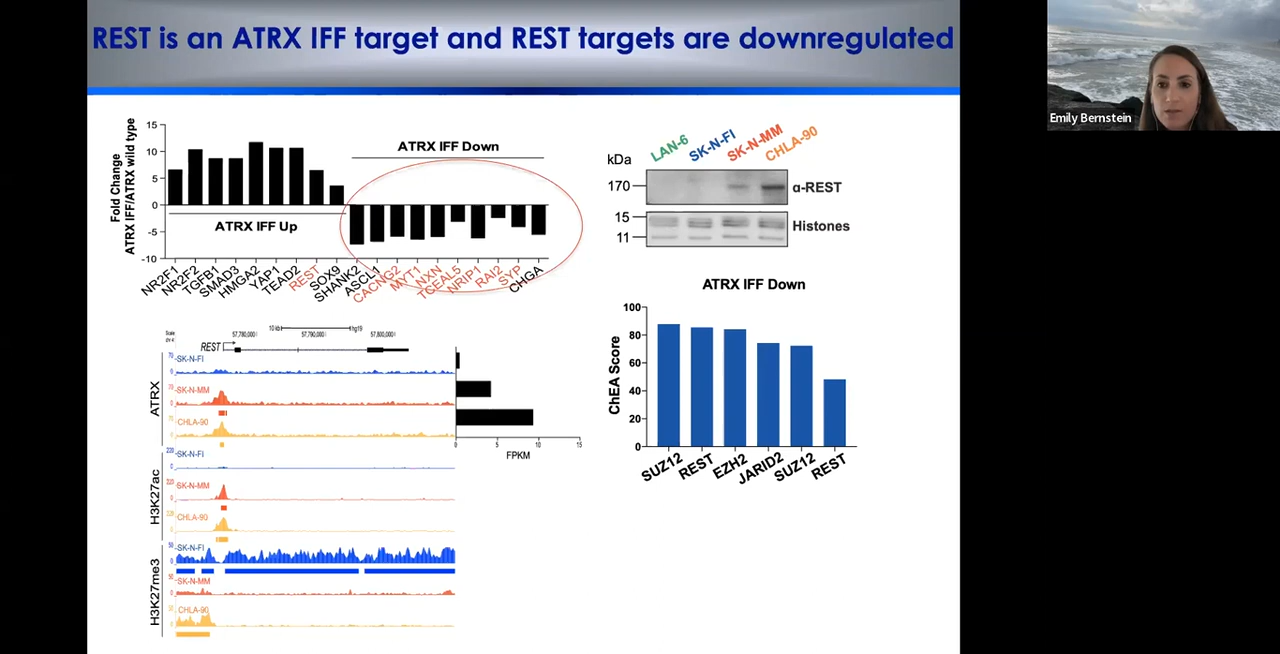 REST is an ATRX IFF target and REST targets are downregulated
Emily Bernstein
Fold Change
ATRX IFF/ATRX wild type
15
10
5
0
-5
-10
ATRX IFF Down
ATRX IFF Up
NR2F1
NR2F2
TGFB1
SMAD3
HMGA2
YAP1
TEAD2
REST
SOX9
SHANK2
ASCL1
CACNG2
MYT1
NXN
TCEAL5
NRIP1
RAI2
SYP
CHGA
LAN-6
SK-N-FI
SK-N-MM
CHLA-90
kDa
170
α-REST
15
11
Histones
ATRX IFF Down
ChEA Score
100
80
60
40
20
0
SUZ12
REST
EZH2
JARID2
SUZ12
REST
Scale
10 kb
hg19
57,780,000
57,790,000
57,800,000
REST
ATRX
SK-N-FI
SK-N-MM
CHLA-90
H3K27ac
SK-N-FI
SK-N-MM
CHLA-90
H3K27me3
SK-N-FI
SK-N-MM
CHLA-90
0
5
10
15
FPKM